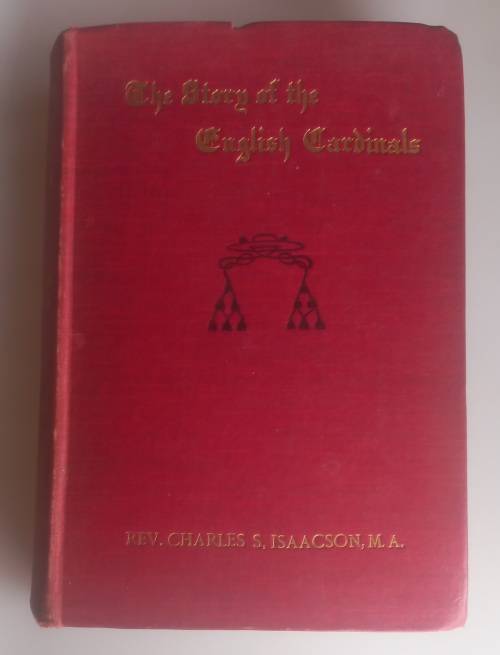 The Story of the
English Cardinals
REV. CHARLES S. ISAACSON, M.A.